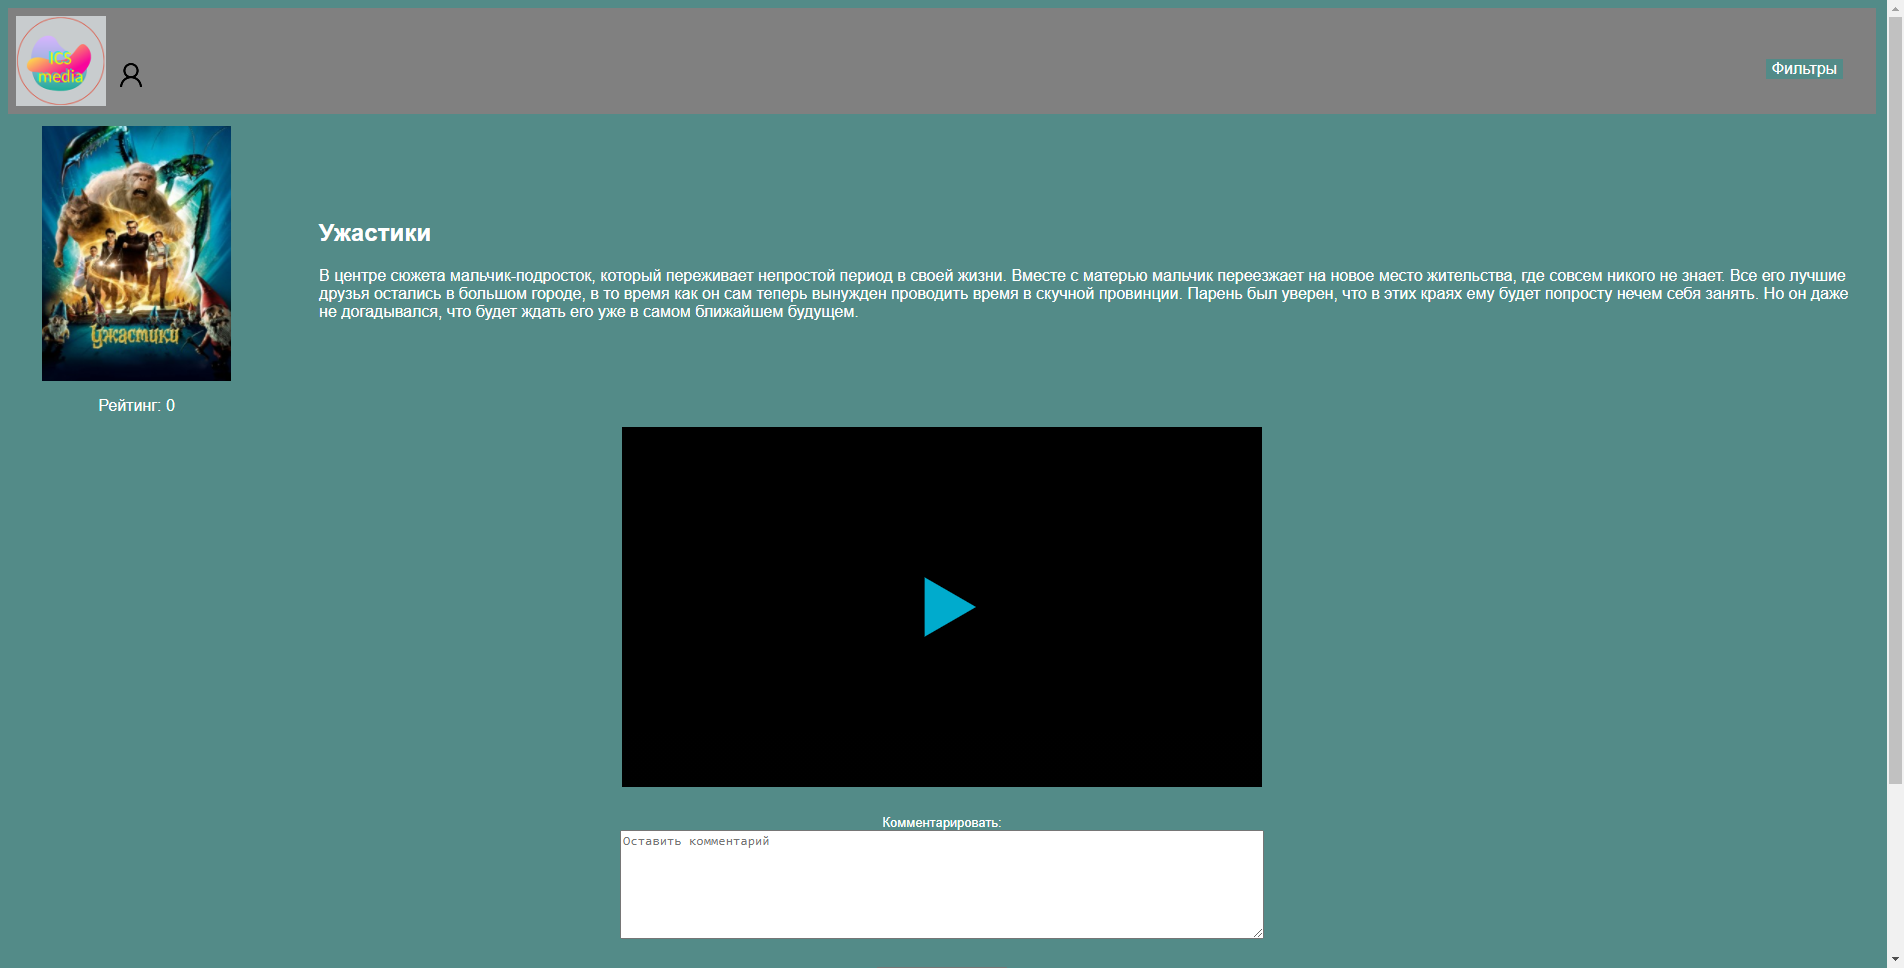 ICS
media
Фильтры
Ужастики
Ужастики
В центре сюжета мальчик-подросток, который переживает непростой период в своей жизни. Вместе с матерью мальчик переезжает на новое место жительства, где совсем никого не знает. Все его лучшие
друзья остались в большом городе, в то время как он сам теперь вынужден проводить время в скучной провинции. Парень был уверен, что в этих краях ему будет попросту нечем себя занять. Но он даже
не догадывался, что будет ждать его уже в самом ближайшем будущем.
Рейтинг: 0
Комментировать:
Оставить комментарий